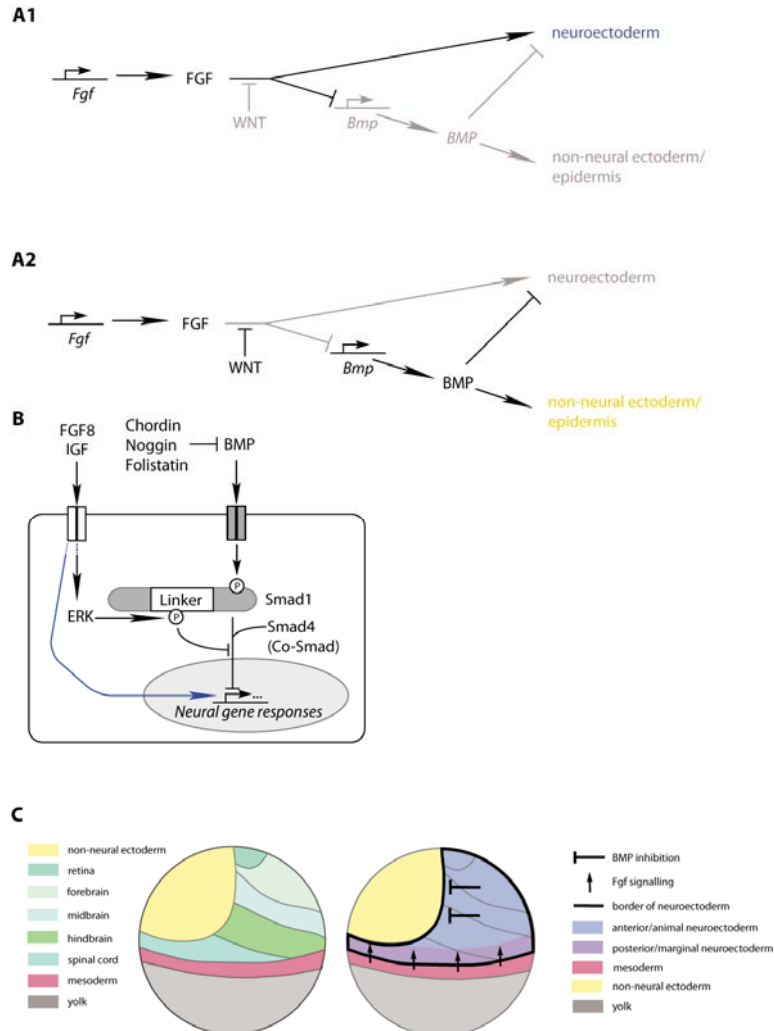 A1
neuroectoderm
FGF
Fgf
WNT
Bmp
BMP
non-neural ectoderm/
epidermis
A2
neuroectoderm
FGF
Fgf
WNT
Bmp
BMP
non-neural ectoderm/
epidermis
B
FGF8
IGF
Chordin
Noggin
Folistatin
BMP
P
Linker
Smad1
ERK
P
Smad4
(Co-Smad)
...
Neural gene responses
C
non-neural ectoderm
retina
forebrain
midbrain
hindbrain
spinal cord
mesoderm
yolk
BMP inhibition
Fgf signalling
border of neuroectoderm
anterior/animal neuroectoderm
posterior/marginal neuroectoderm
mesoderm
non-neural ectoderm
yolk